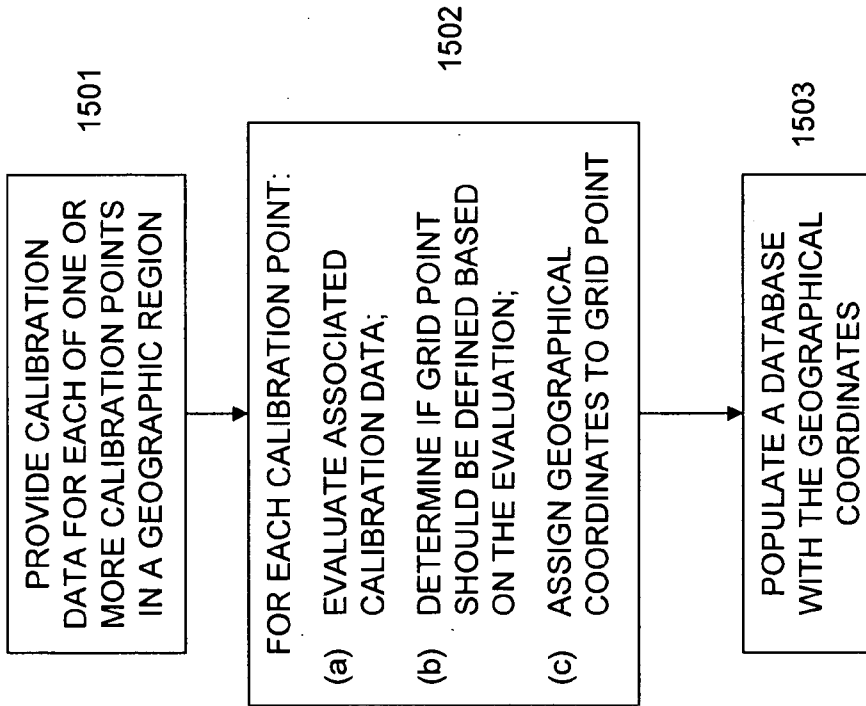 PROVIDE CALIBRATION
DATA FOR EACH OF ONE OR
MORE CALIBRATION POINTS
IN A GEOGRAPHIC REGION
1501
FOR EACH CALIBRATION POINT:
(a) EVALUATE ASSOCIATED
CALIBRATION DATA;
(b) DETERMINE IF GRID POINT
SHOULD BE DEFINED BASED
ON THE EVALUATION;
(c) ASSIGN GEOGRAPHICAL
COORDINATES TO GRID POINT
1502
POPULATE A DATABASE
WITH THE GEOGRAPHICAL
COORDINATES
1503